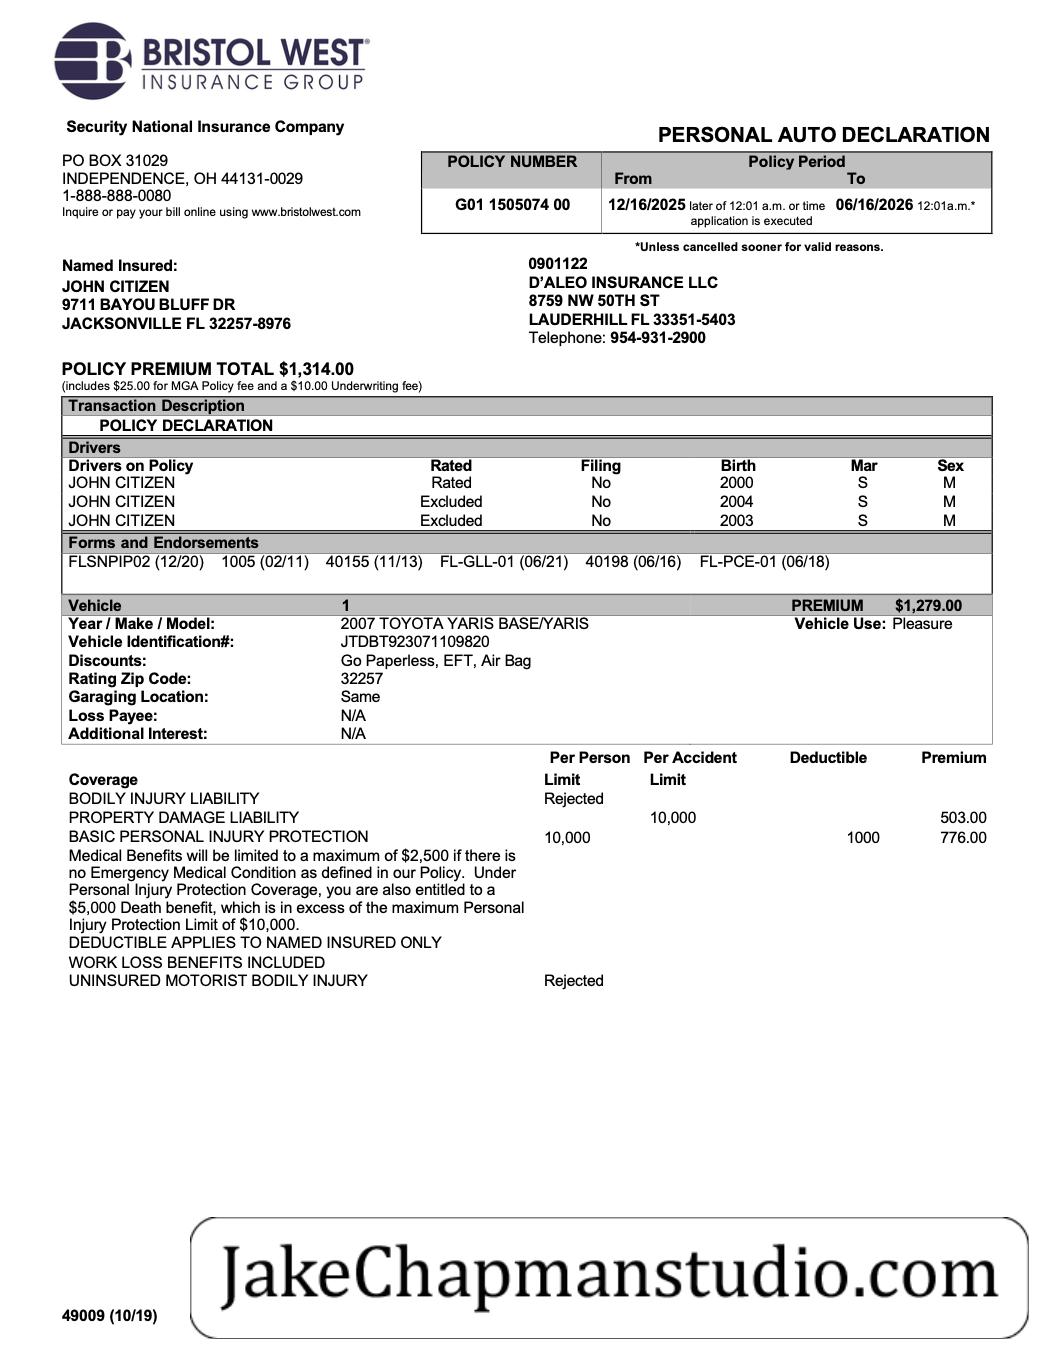 BRISTOL WEST®
INSURANCE GROUP
Security National Insurance Company
PERSONAL AUTO DECLARATION
PO BOX 31029
INDEPENDENCE, OH 44131-0029
1-888-888-0080
Inquire or pay your bill online using www.bristolwest.com
POLICY NUMBER Policy Period
From To
G01 1505074 00 12/16/2025 later of 12:01 a.m. or time 06/16/2026 12:01a.m.*
application is executed
*Unless cancelled sooner for valid reasons.
Named Insured:
JOHN CITIZEN
9711 BAYOU BLUFF DR
JACKSONVILLE FL 32257-8976
0901122
D'ALEO INSURANCE LLC
8759 NW 50TH ST
LAUDERHILL FL 33351-5403
Telephone: 954-931-2900
POLICY PREMIUM TOTAL $1,314.00
(includes $25.00 for MGA Policy fee and a $10.00 Underwriting fee)
Transaction Description
POLICY DECLARATION
Drivers
Drivers on Policy Rated Filing Birth Mar Sex
JOHN CITIZEN Rated No 2000 S M
JOHN CITIZEN Excluded No 2004 S M
JOHN CITIZEN Excluded No 2003 S M
Forms and Endorsements
FLSNPIP02 (12/20) 1005 (02/11) 40155 (11/13) FL-GLL-01 (06/21) 40198 (06/16) FL-PCE-01 (06/18)
Vehicle 1 PREMIUM $1,279.00
Year / Make / Model: 2007 TOYOTA YARIS BASE/YARIS Vehicle Use: Pleasure
Vehicle Identification#: JTDBT923071109820
Discounts: Go Paperless, EFT, Air Bag
Rating Zip Code: 32257
Garaging Location: Same
Loss Payee: N/A
Additional Interest: N/A
Per Person Per Accident Deductible Premium
Coverage Limit Limit
BODILY INJURY LIABILITY Rejected
PROPERTY DAMAGE LIABILITY 10,000 503.00
BASIC PERSONAL INJURY PROTECTION 10,000 1000 776.00
Medical Benefits will be limited to a maximum of $2,500 if there is
no Emergency Medical Condition as defined in our Policy. Under
Personal Injury Protection Coverage, you are also entitled to a
$5,000 Death benefit, which is in excess of the maximum Personal
Injury Protection Limit of $10,000.
DEDUCTIBLE APPLIES TO NAMED INSURED ONLY
WORK LOSS BENEFITS INCLUDED
UNINSURED MOTORIST BODILY INJURY Rejected
JakeChapmanstudio.com
49009 (10/19)